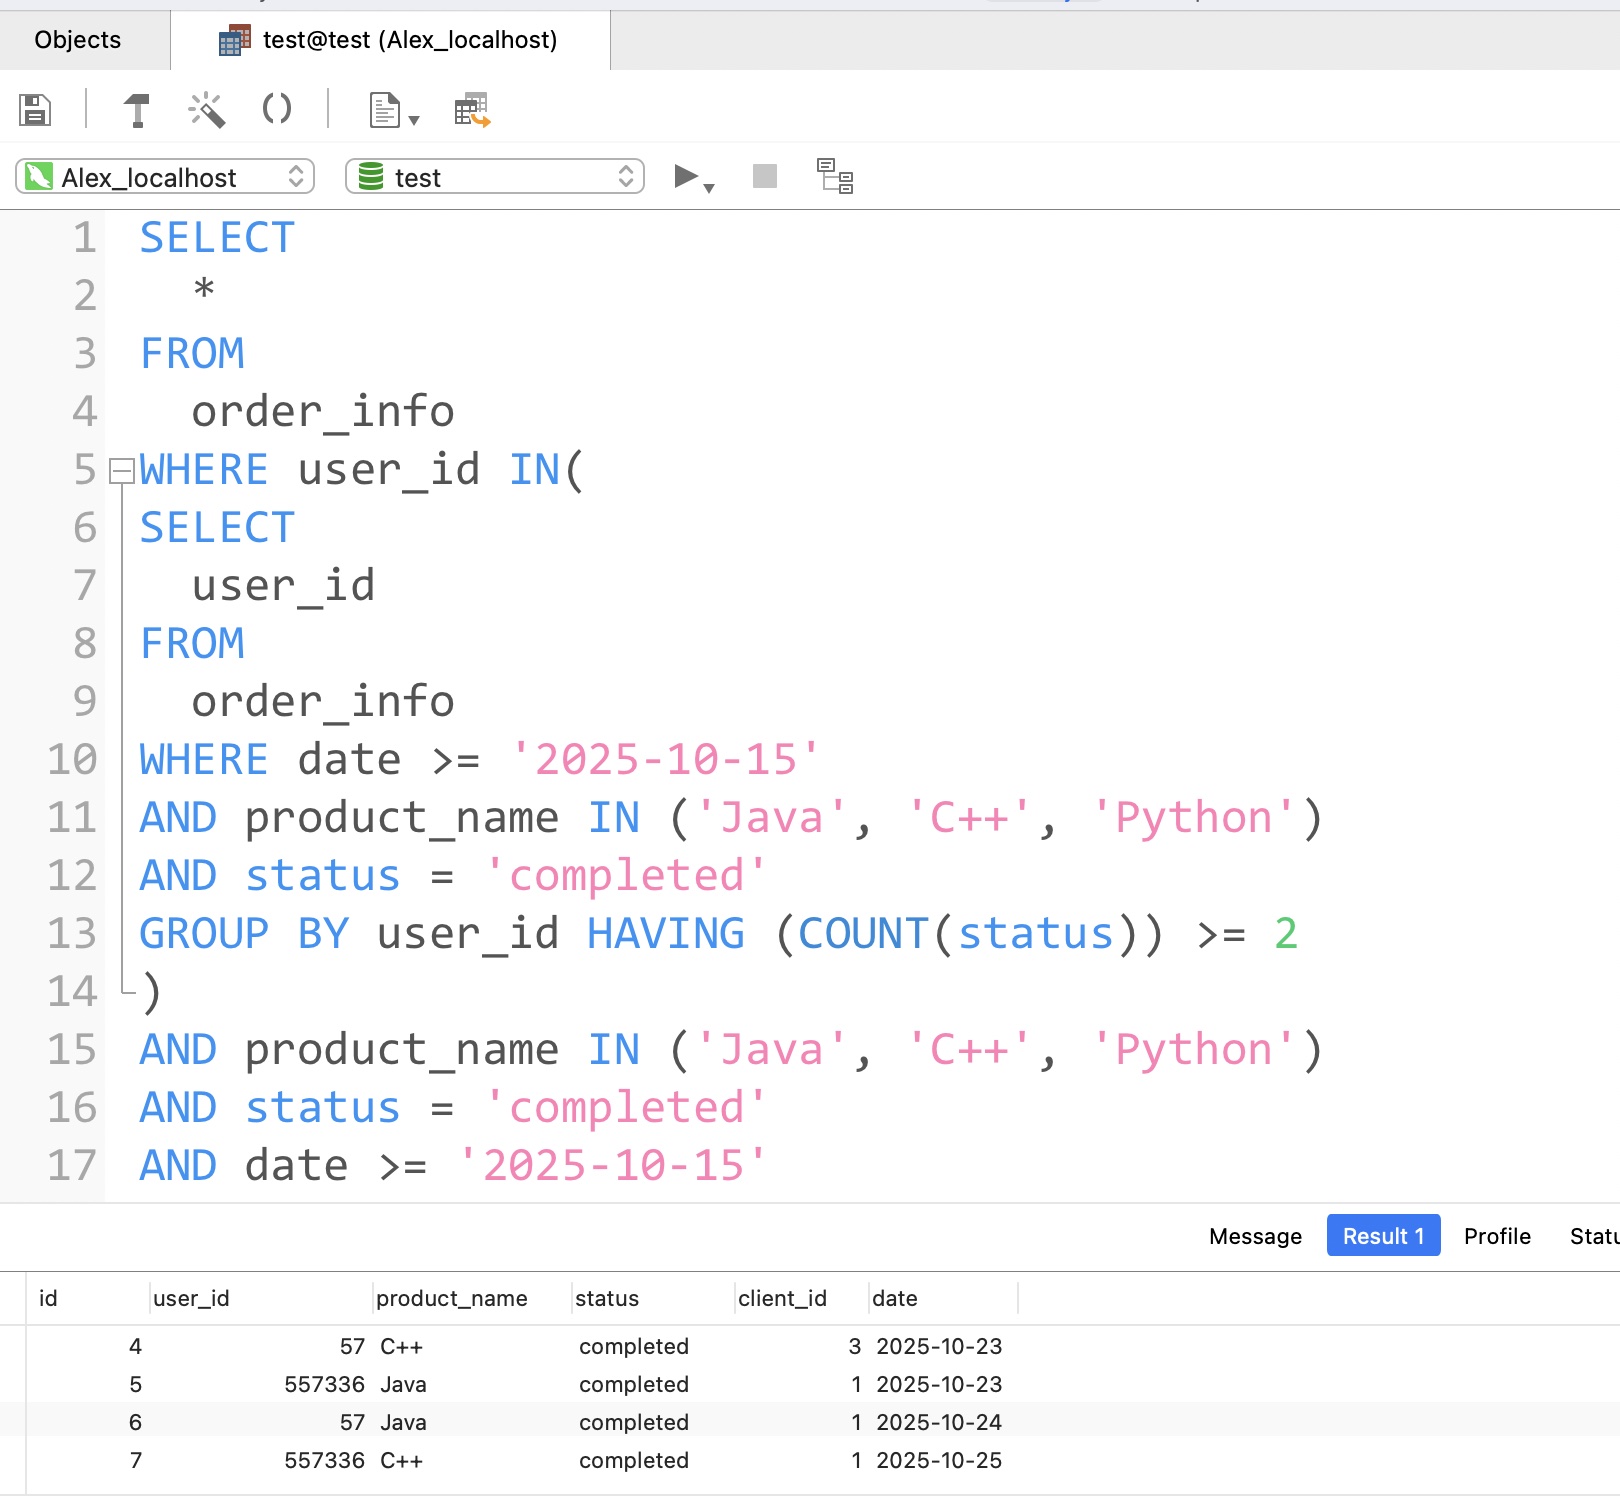 Objects test@test (Alex_localhost)
Alex_localhost test
1 SELECT
2 *
3 FROM
4 order_info
5 WHERE user_id IN(
6 SELECT
7 user_id
8 FROM
9 order_info
10 WHERE date >= '2025-10-15'
11 AND product_name IN ('Java', 'C++', 'Python')
12 AND status = 'completed'
13 GROUP BY user_id HAVING (COUNT(status)) >= 2
14 )
15 AND product_name IN ('Java', 'C++', 'Python')
16 AND status = 'completed'
17 AND date >= '2025-10-15'
Message Result 1 Profile Statu
id user_id product_name status client_id date
4 57 C++ completed 3 2025-10-23
5 557336 Java completed 1 2025-10-23
6 57 Java completed 1 2025-10-24
7 557336 C++ completed 1 2025-10-25